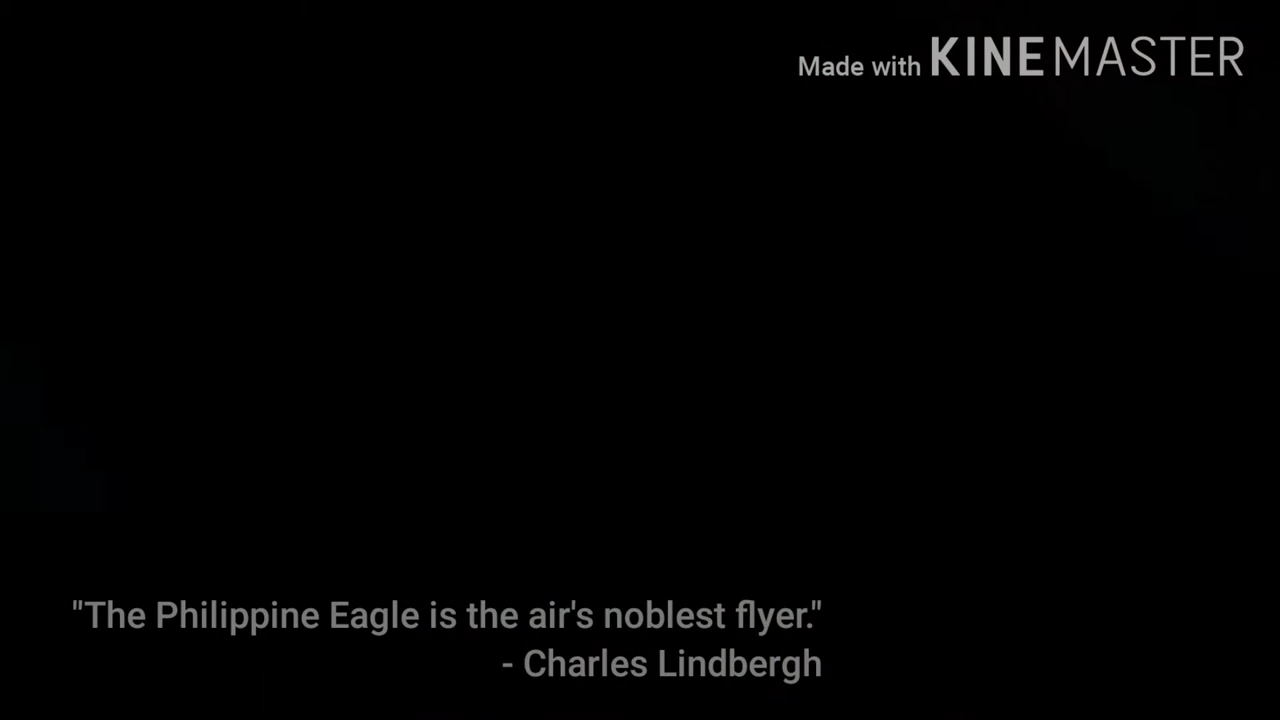 Made with KINEMASTER
"The Philippine Eagle is the air's noblest flyer."
- Charles Lindbergh